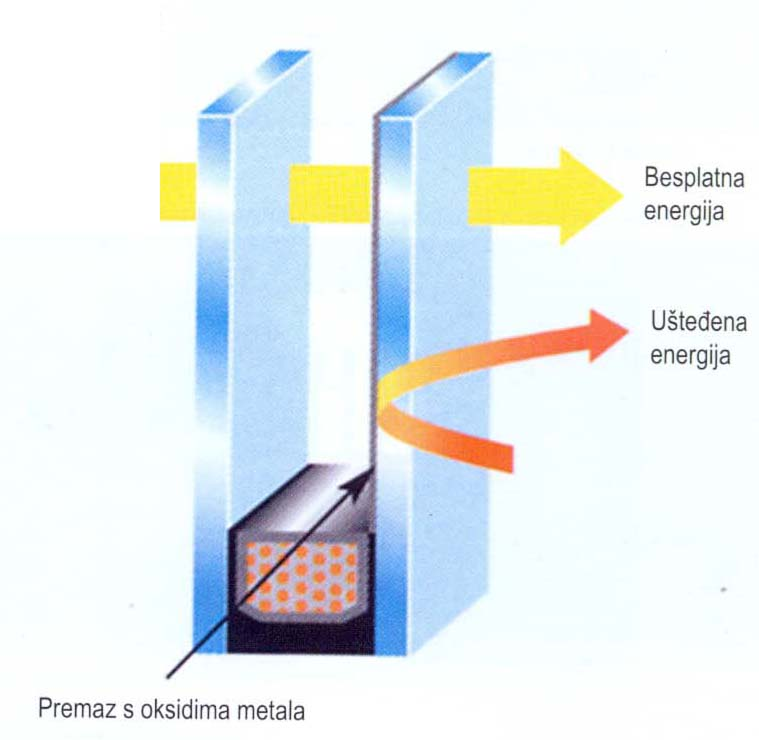 Besplatna
energija
Ušteđena
energija
Premaz s oksidima metala